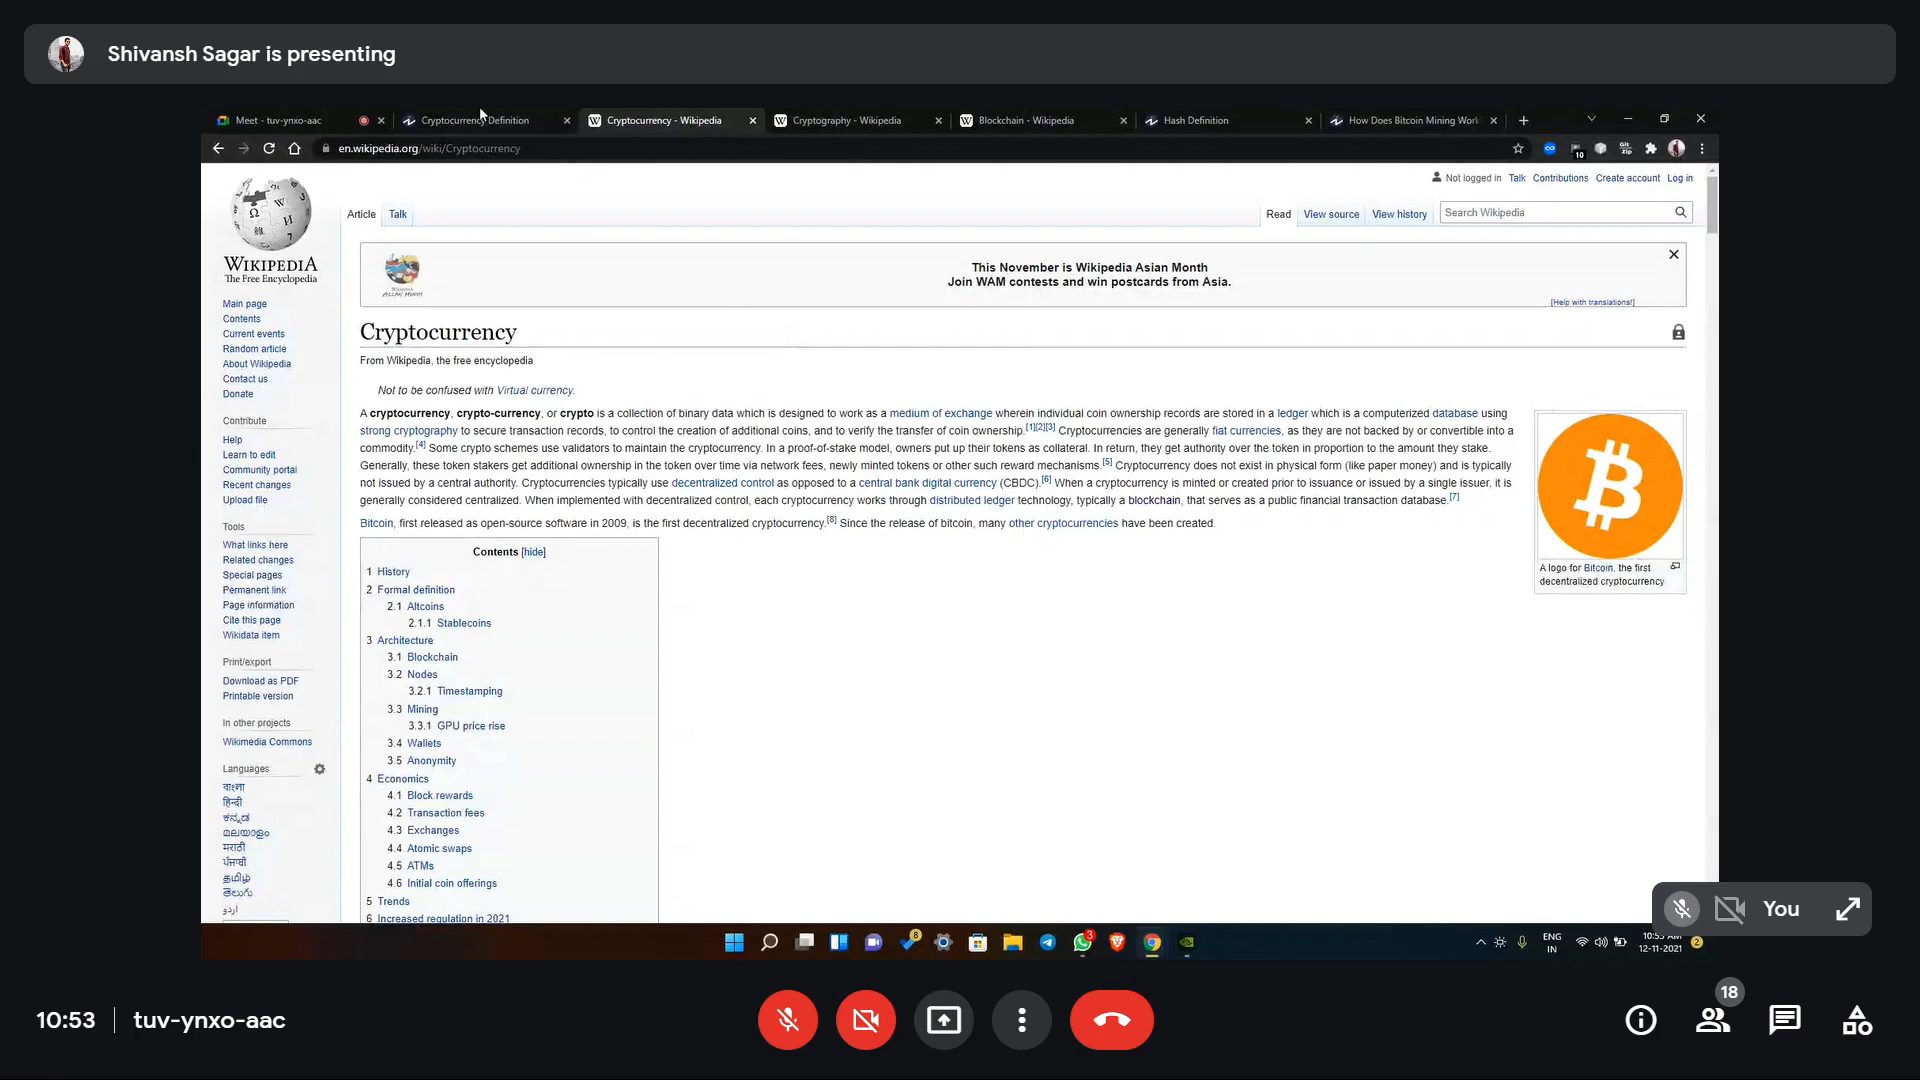 Shivansh Sagar is presenting
Meet - tuv-ynxo-aac
Cryptocurrency Definition
Cryptocurrency - Wikipedia
Cryptography - Wikipedia
Blockchain - Wikipedia
Hash Definition
How Does Bitcoin Mining Work
en.wikipedia.org/wiki/Cryptocurrency
10
Not logged in Talk Contributions Create account Log in
Article Talk
Read View source View history Search Wikipedia
WIKIPEDIA
The Free Encyclopedia
Main page
Contents
Current events
Random article
About Wikipedia
Contact us
Donate
Contribute
Help
Learn to edit
Community portal
Recent changes
Upload file
Tools
What links here
Related changes
Special pages
Permanent link
Page information
Cite this page
Wikidata item
Print/export
Download as PDF
Printable version
In other projects
Wikimedia Commons
Languages
বাংলা
हिन्दी
ಕನ್ನಡ
മലയാളം
मराठी
ਪੰਜਾਬੀ
தமிழ்
తెలుగు
اردو
This November is Wikipedia Asian Month
Join WAM contests and win postcards from Asia.
[Help with translations!]
Cryptocurrency
From Wikipedia, the free encyclopedia
Not to be confused with Virtual currency.
A cryptocurrency, crypto-currency, or crypto is a collection of binary data which is designed to work as a medium of exchange wherein individual coin ownership records are stored in a ledger which is a computerized database using
strong cryptography to secure transaction records, to control the creation of additional coins, and to verify the transfer of coin ownership.[1][2][3] Cryptocurrencies are generally fiat currencies, as they are not backed by or convertible into a
commodity.[4] Some crypto schemes use validators to maintain the cryptocurrency. In a proof-of-stake model, owners put up their tokens as collateral. In return, they get authority over the token in proportion to the amount they stake.
Generally, these token stakers get additional ownership in the token over time via network fees, newly minted tokens or other such reward mechanisms.[5] Cryptocurrency does not exist in physical form (like paper money) and is typically
not issued by a central authority. Cryptocurrencies typically use decentralized control as opposed to a central bank digital currency (CBDC).[6] When a cryptocurrency is minted or created prior to issuance or issued by a single issuer, it is
generally considered centralized. When implemented with decentralized control, each cryptocurrency works through distributed ledger technology, typically a blockchain, that serves as a public financial transaction database.[7]
Bitcoin, first released as open-source software in 2009, is the first decentralized cryptocurrency.[8] Since the release of bitcoin, many other cryptocurrencies have been created.
A logo for Bitcoin, the first
decentralized cryptocurrency
Contents [hide]
1 History
2 Formal definition
2.1 Altcoins
2.1.1 Stablecoins
3 Architecture
3.1 Blockchain
3.2 Nodes
3.2.1 Timestamping
3.3 Mining
3.3.1 GPU price rise
3.4 Wallets
3.5 Anonymity
4 Economics
4.1 Block rewards
4.2 Transaction fees
4.3 Exchanges
4.4 Atomic swaps
4.5 ATMs
4.6 Initial coin offerings
5 Trends
6 Increased regulation in 2021
You
8
3
ENG
IN
10:53 AM
12-11-2021
2
10:53
tuv-ynxo-aac
18